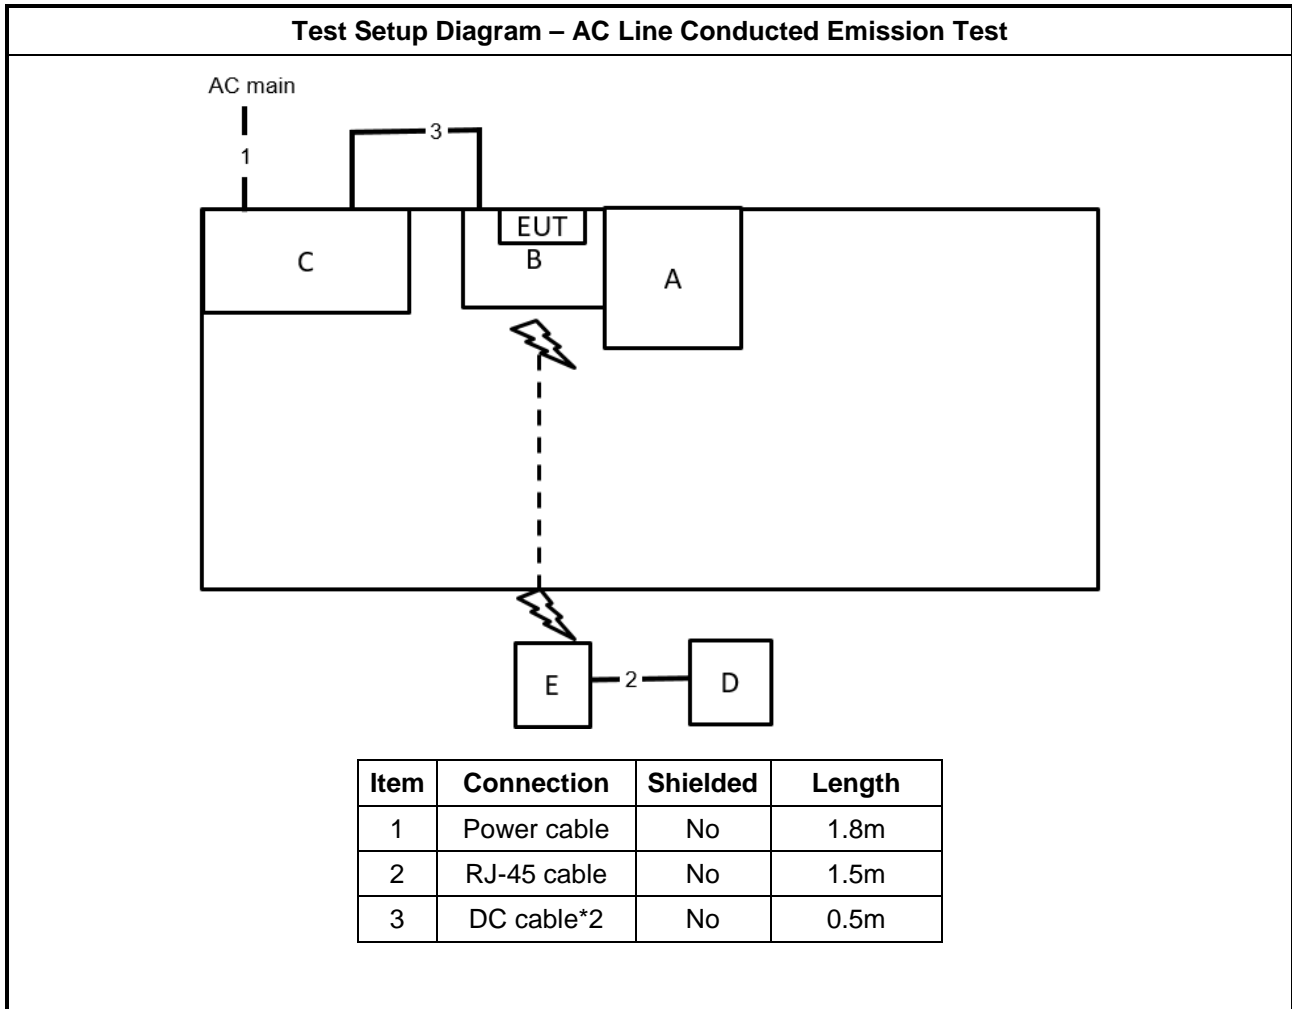 Test Setup Diagram – AC Line Conducted Emission Test
AC main
3
1
EUT
C
B
A
E
2
D
Item Connection Shielded Length
1 Power cable No 1.8m
2 RJ-45 cable No 1.5m
3 DC cable*2 No 0.5m